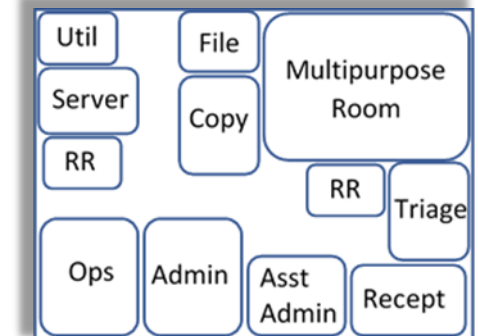 Util
File
Multipurpose
Room
Server
Copy
RR
RR
Triage
Ops
Admin
Asst
Admin
Recept